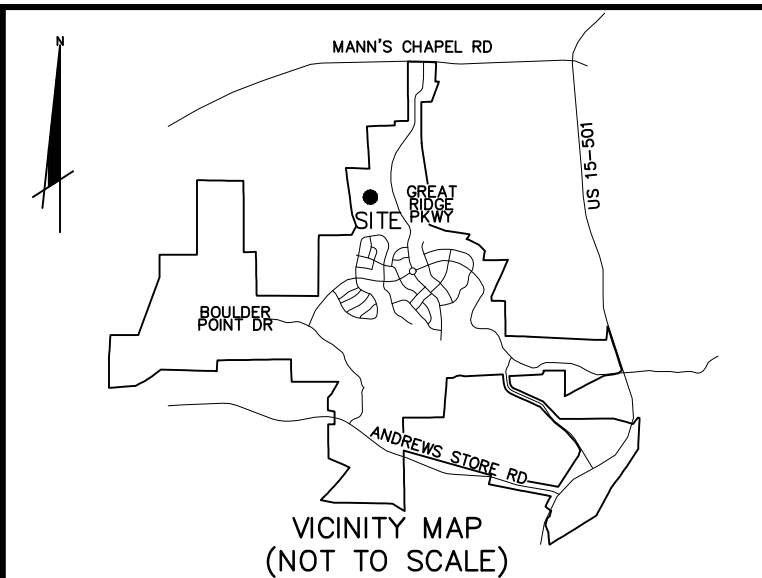 N
MANN'S CHAPEL RD
US 15-501
GREAT
RIDGE
PKWY
SITE
BOULDER
POINT DR
ANDREWS STORE RD
VICINITY MAP
(NOT TO SCALE)